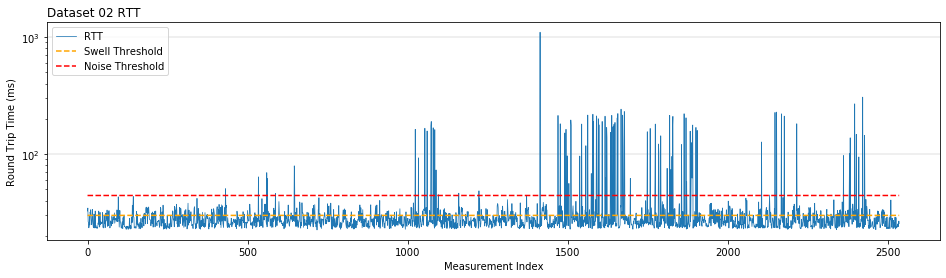 Dataset 02 RTT
RTT
Swell Threshold
Noise Threshold
10³
10²
Round Trip Time (ms)
0
500
1000
1500
2000
2500
Measurement Index